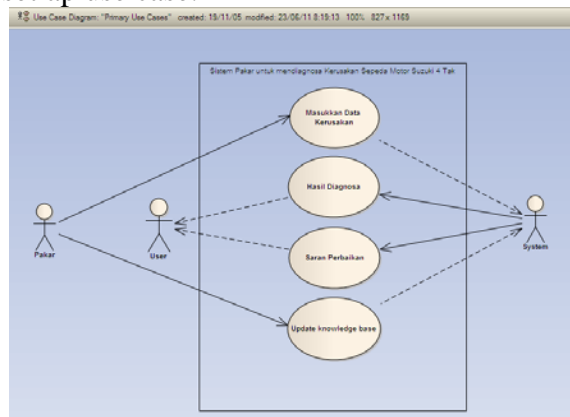 Use Case Diagram: "Primary Use Cases" created: 19/11/05 modified: 23/06/11 8:19:13 100% 827 x 1169
Sistem Pakar untuk mendiagnosa Kerusakan Sepeda Motor Suzuki 4 Tak
Masukkan Data
Kerusakan
Hasil Diagnosa
Pakar
User
System
Saran Perbaikan
Update knowledge base